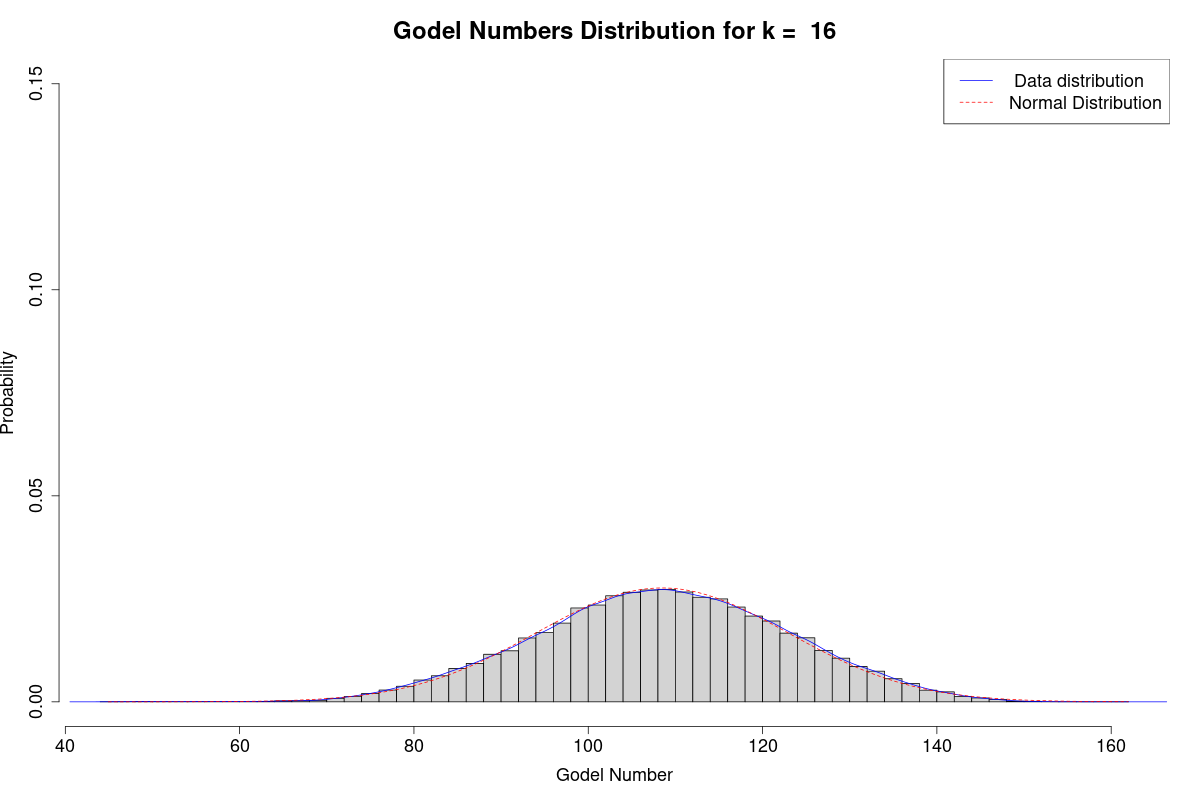 Godel Numbers Distribution for k =  16
Data distribution
Normal Distribution
Probability
0.15
0.10
0.05
0.00
40 60 80 100 120 140 160
Godel Number